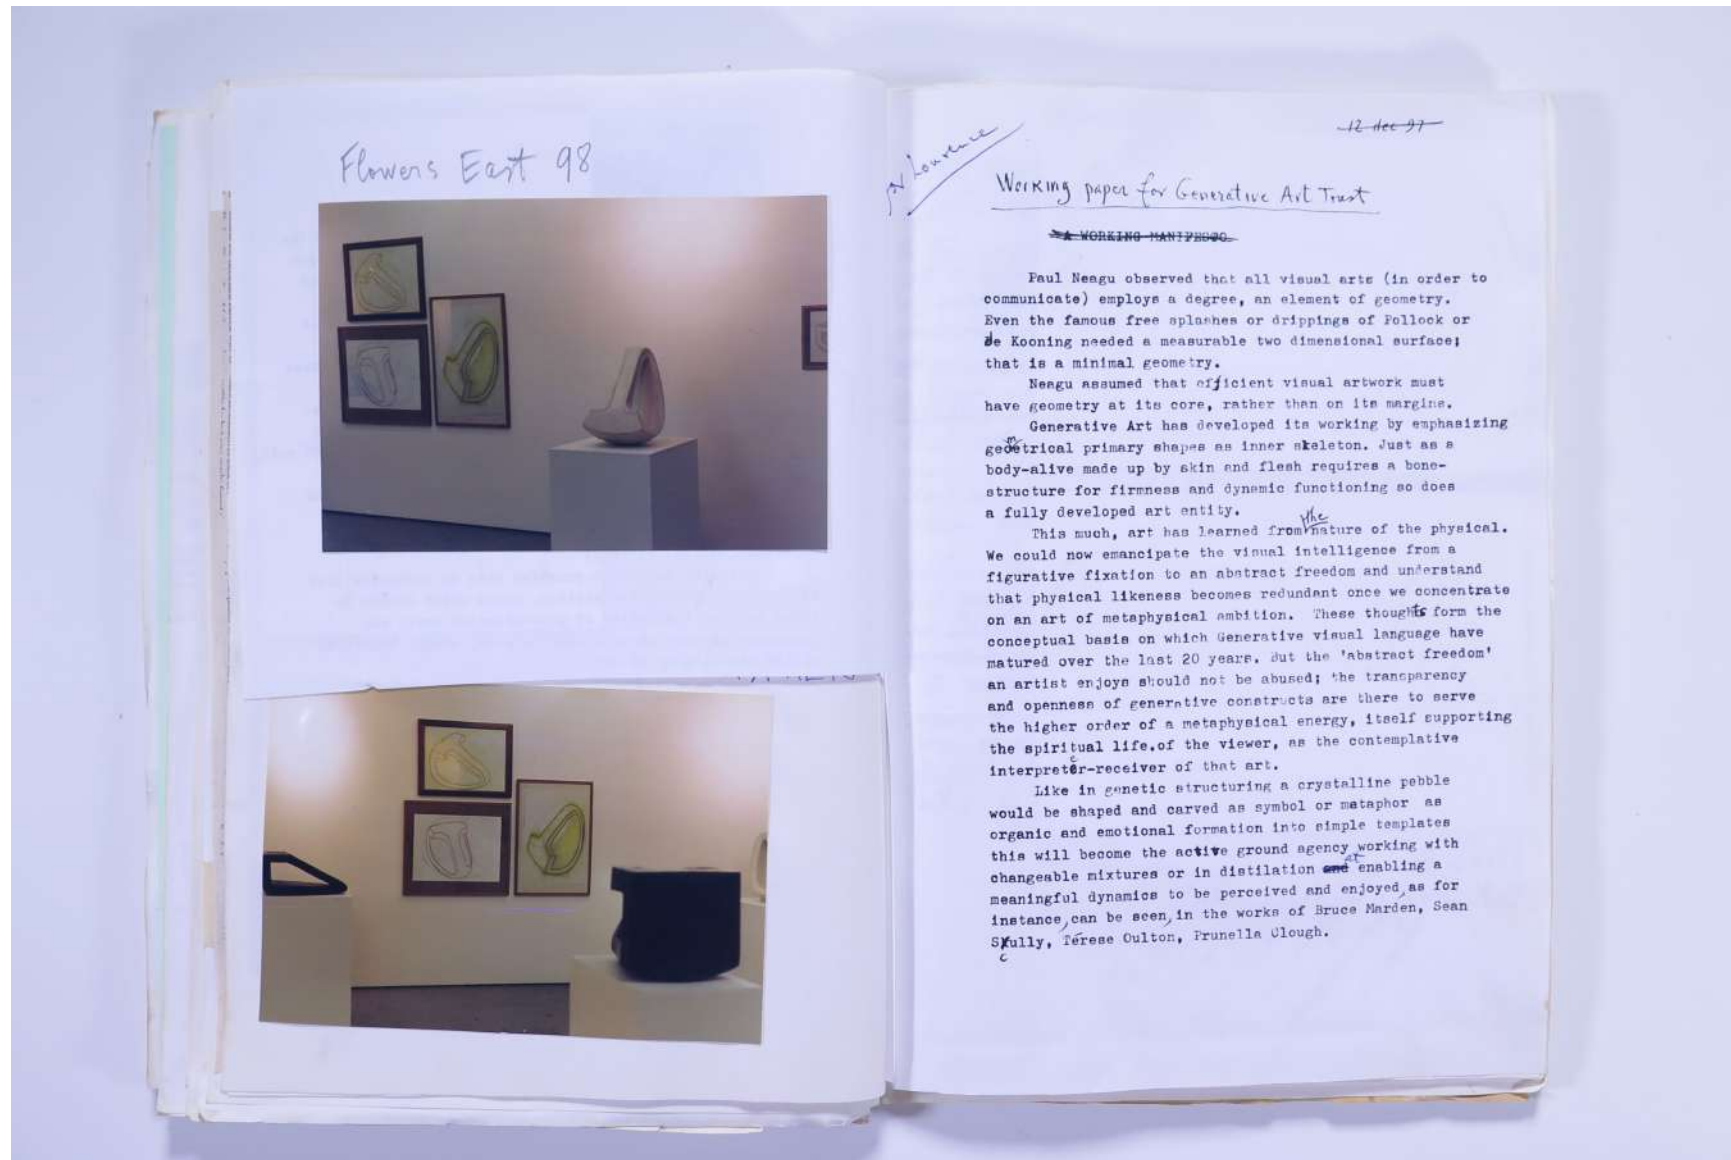 Flowers East 98
12 dec 97
Lawrence
Working paper for Generative Art Trust
A WORKING MANIFESTO
Paul Neagu observed that all visual arts (in order to
communicate) employs a degree, an element of geometry.
Even the famous free splashes or drippings of Pollock or
de Kooning needed a measurable two dimensional surface;
that is a minimal geometry.
Neagu assumed that efficient visual artwork must
have geometry at its core, rather than on its margins.
Generative Art has developed its working by emphasizing
geometrical primary shapes as inner skeleton. Just as a
body-alive made up by skin and flesh requires a bone-
structure for firmness and dynamic functioning so does
a fully developed art entity.
This much, art has learned from the nature of the physical.
We could now emancipate the visual intelligence from a
figurative fixation to an abstract freedom and understand
that physical likeness becomes redundant once we concentrate
on an art of metaphysical ambition. These thoughts form the
conceptual basis on which Generative visual language have
matured over the last 20 years. But the 'abstract freedom'
an artist enjoys should not be abused; the transparency
and openness of generative constructs are there to serve
the higher order of a metaphysical energy, itself supporting
the spiritual life.of the viewer, as the contemplative
interpreter-receiver of that art.
Like in genetic structuring a crystalline pebble
would be shaped and carved as symbol or metaphor as
organic and emotional formation into simple templates
this will become the active ground agency working with
changeable mixtures or in distilation and at enabling a
meaningful dynamics to be perceived and enjoyed, as for
instance, can be seen, in the works of Bruce Marden, Sean
Scully, Térese Oulton, Prunella Clough.